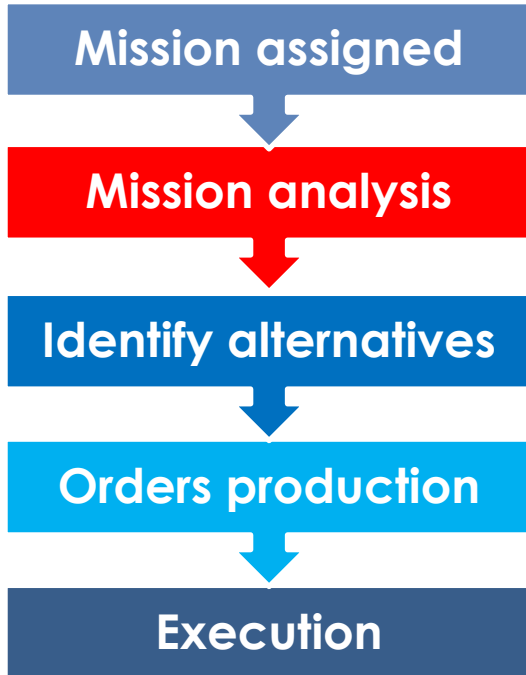 Mission assigned
Mission analysis
Identify alternatives
Orders production
Execution